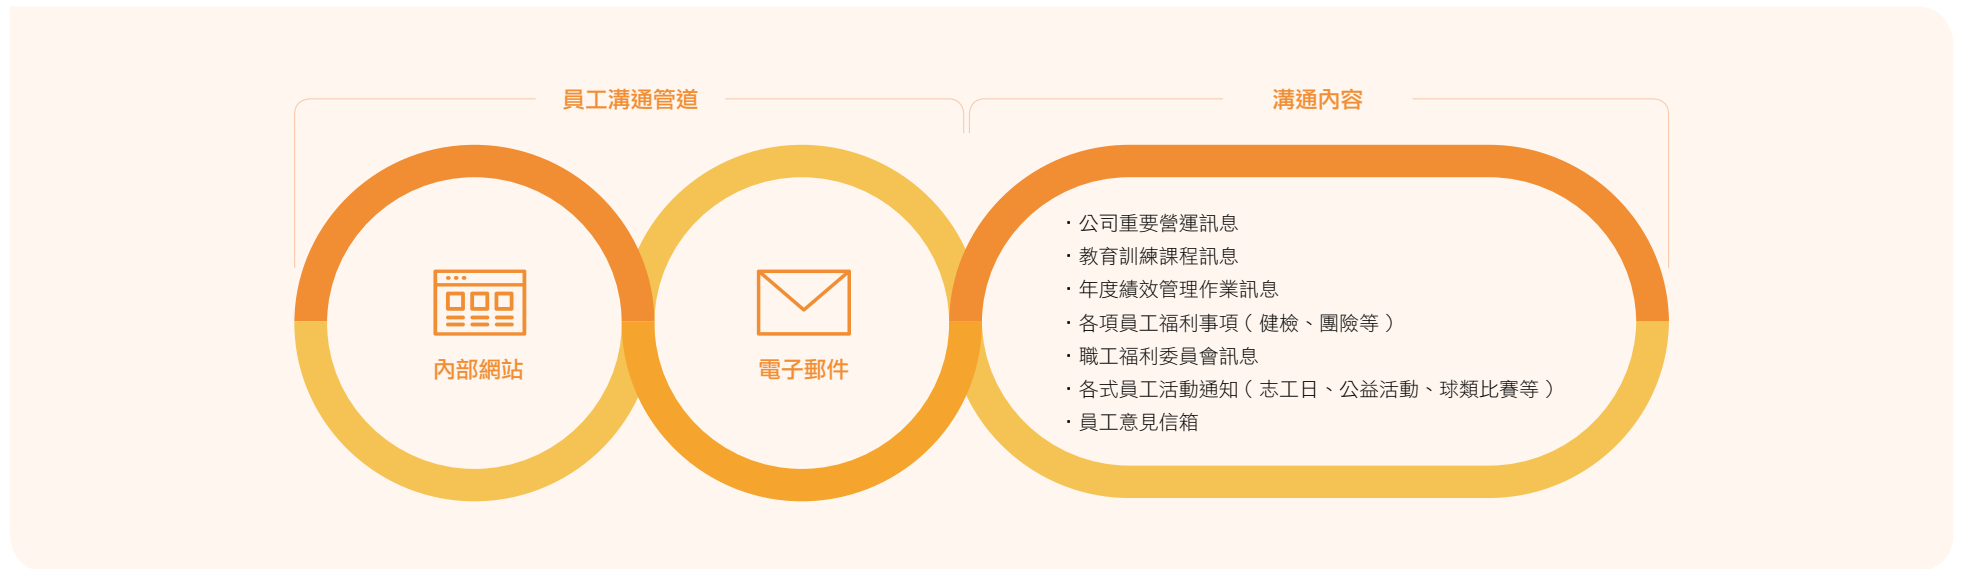 員工溝通管道
溝通內容
內部網站
電子郵件
・公司重要營運訊息
・教育訓練課程訊息
・年度績效管理作業訊息
・各項員工福利事項（健檢、團險等）
・職工福利委員會訊息
・各式員工活動通知（志工日、公益活動、球類比賽等）
・員工意見信箱